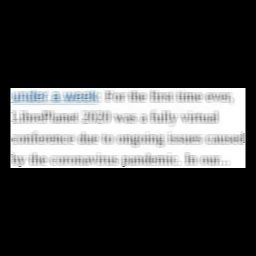 under a week. For the first time ever,
LibrePlanet 2020 was a fully virtual
conference due to ongoing issues caused
by the coronavirus pandemic. In our...